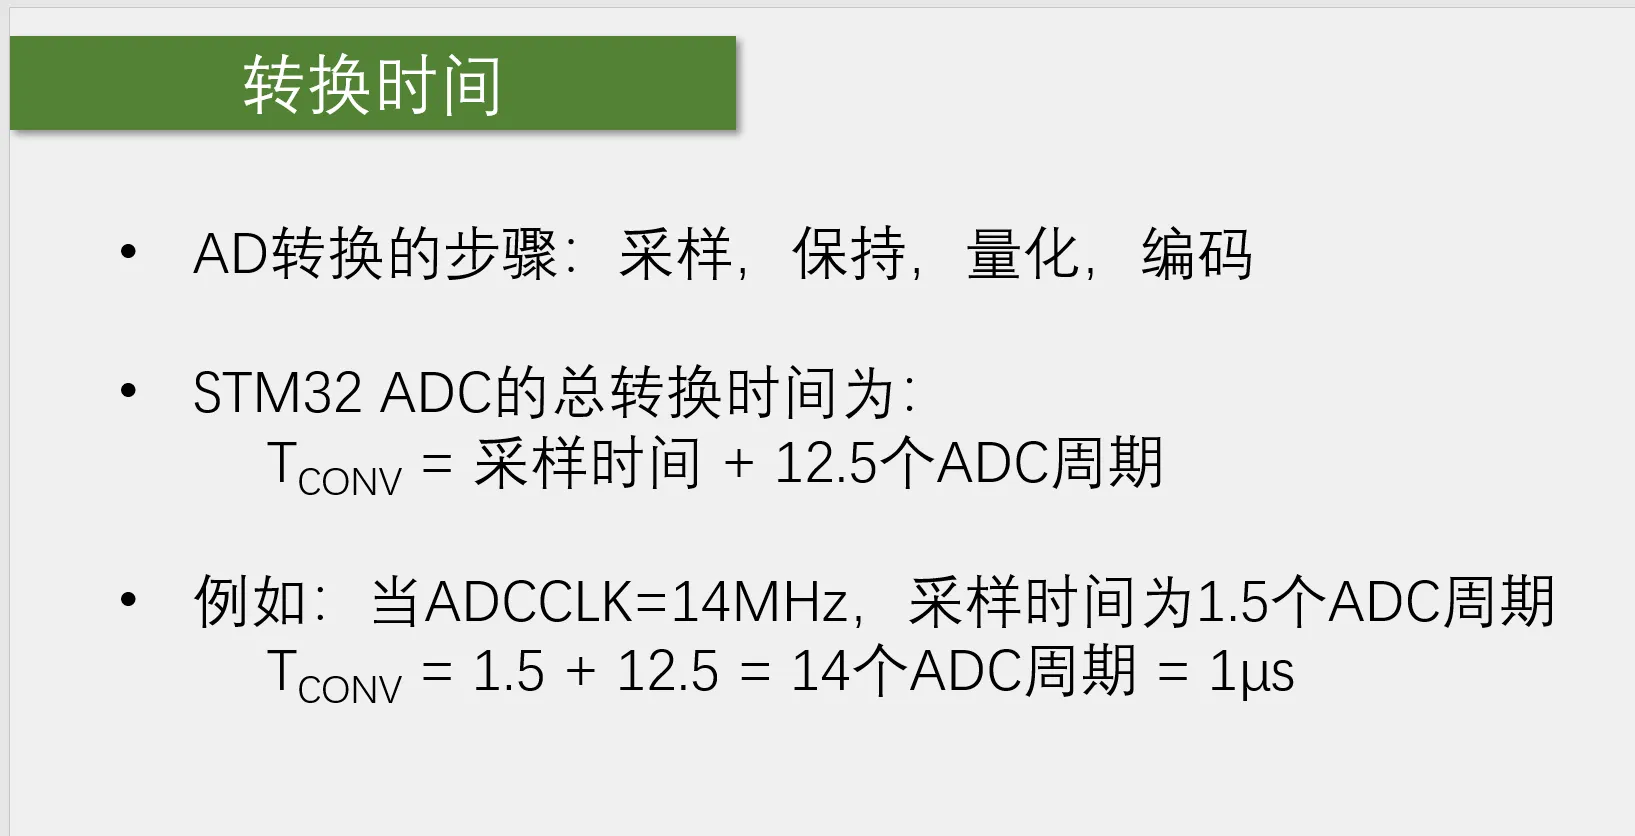 转换时间
• AD转换的步骤：采样，保持，量化，编码
• STM32 ADC的总转换时间为：
TCONV = 采样时间 + 12.5个ADC周期
• 例如：当ADCCLK=14MHz，采样时间为1.5个ADC周期
TCONV = 1.5 + 12.5 = 14个ADC周期 = 1μs